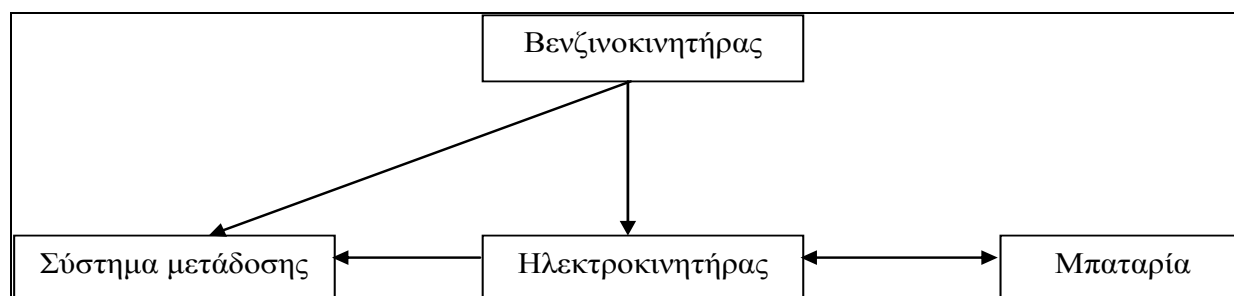 Βενζινοκινητήρας
Σύστημα μετάδοσης
Ηλεκτροκινητήρας
Μπαταρία